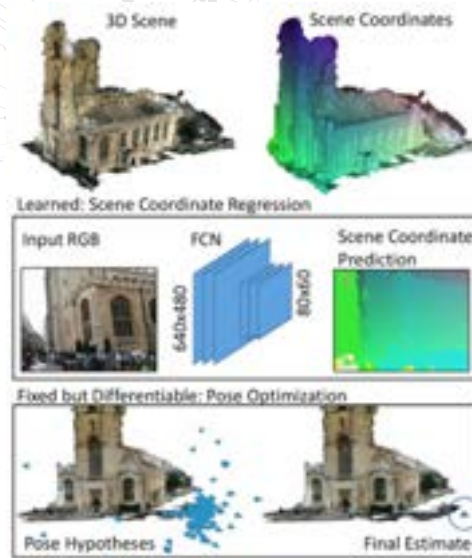 3D Scene
Scene Coordinates
Learned: Scene Coordinate Regression
Input RGB
FCN
Scene Coordinate
Prediction
640x480
80x60
Fixed but Differentiable: Pose Optimization
Pose Hypotheses
Final Estimate